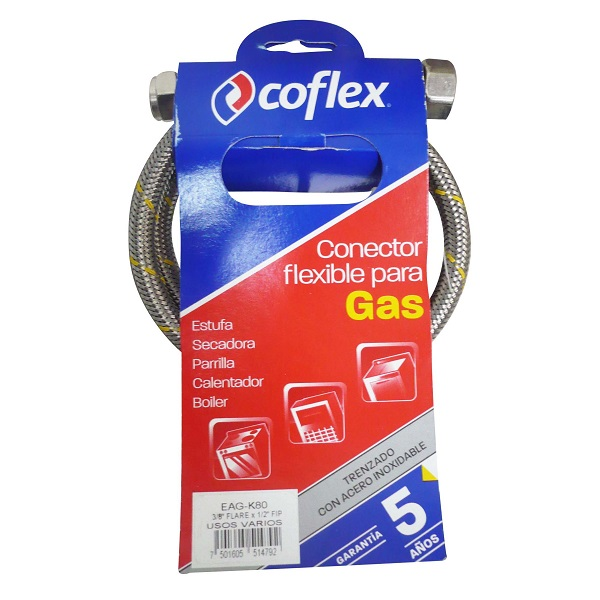 coflex®
Conector
flexible para
Gas
Estufa
Secadora
Parrilla
Calentador
Boiler
TRENZADO
CON ACERO INOXIDABLE
EAG-K80
3/8" FLARE x 1/2" FIP
USOS VARIOS
7 501605 514792
GARANTÍA 5 AÑOS